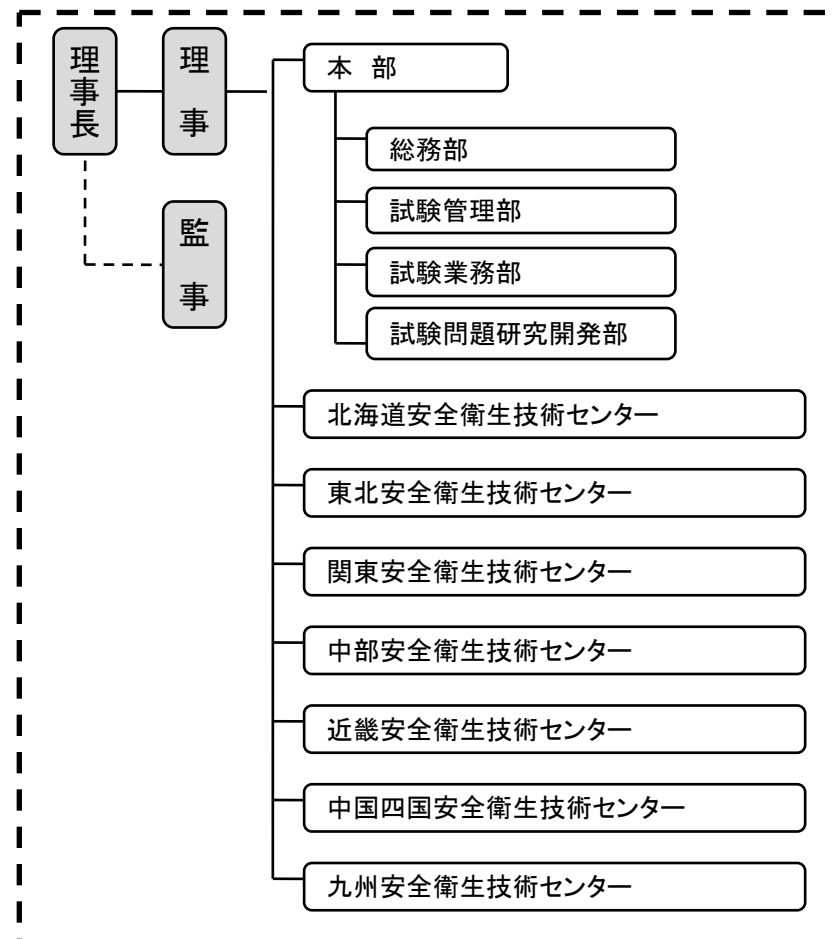 理事長
理事
監事
本 部
総務部
試験管理部
試験業務部
試験問題研究開発部
北海道安全衛生技術センター
東北安全衛生技術センター
関東安全衛生技術センター
中部安全衛生技術センター
近畿安全衛生技術センター
中国四国安全衛生技術センター
九州安全衛生技術センター